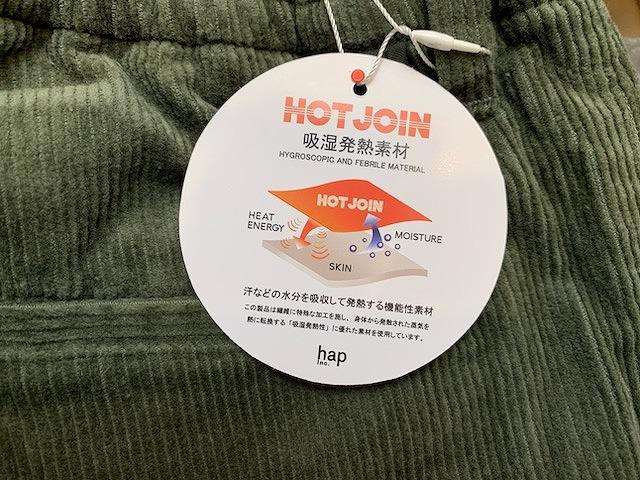 HOT JOIN
吸湿発熱素材
HYGROSCOPIC AND FEBRILE MATERIAL
HOT JOIN
HEAT
ENERGY
MOISTURE
SKIN
汗などの水分を吸収して発熱する機能性素材
この製品は繊維に特殊な加工を施し、身体から発散された蒸気を
熱に転換する「吸湿発熱性」に優れた素材を使用しています。
hap
inc.